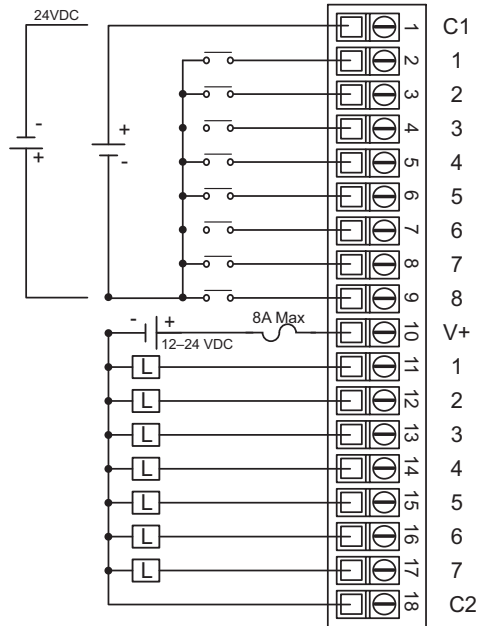 24VDC
1 C1
2 1
3 2
- + 4 3
+ - 5 4
6 5
7 6
8 7
9 8
- + 8A Max 10 V+
12–24 VDC
L 11 1
L 12 2
L 13 3
L 14 4
L 15 5
L 16 6
L 17 7
18 C2